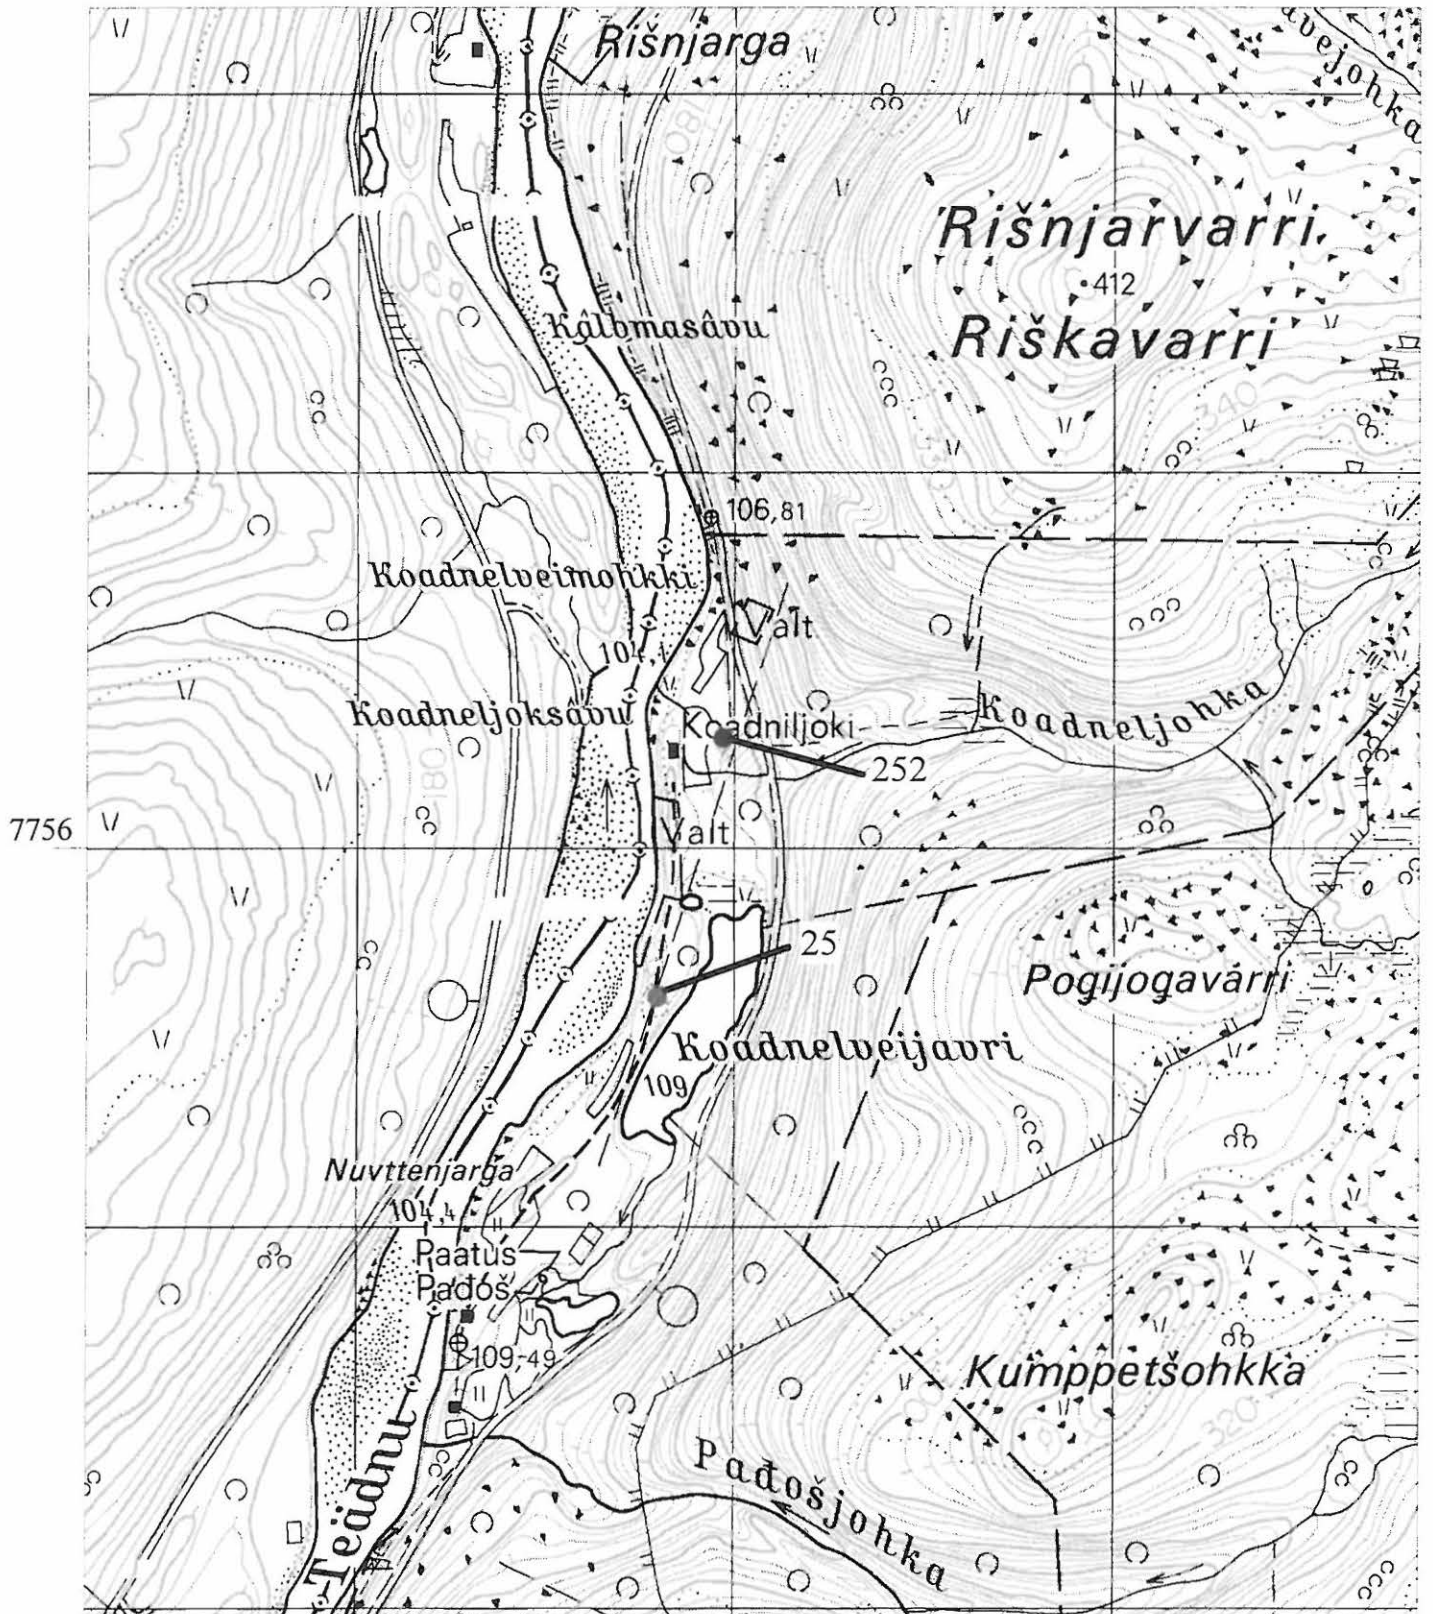 Rišnjarga
avejohka
Rišnjarvarri
412
Riškavarri
Kâlbmasâvu
340
106,81
Koadnelveimohkki
Valt
104,1
Koadneljohka
Koadneljoksâvu
Koadniljoki
252
180
7756
Valt
25
Pogijogavárri
Koadnelveijavri
109
Nuvttenjarga
104,4
Paatus
Pađoš
109,49
Kumppetšohkka
320
Pađošjohka
Teädnu